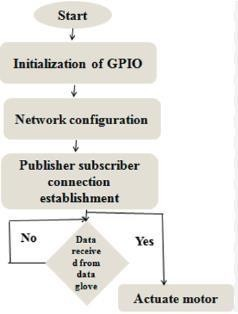 Start
Initialization of GPIO
Network configuration
Publisher subscriber
connection
establishment
No
Data
receive
d from
data
glove
Yes
Actuate motor